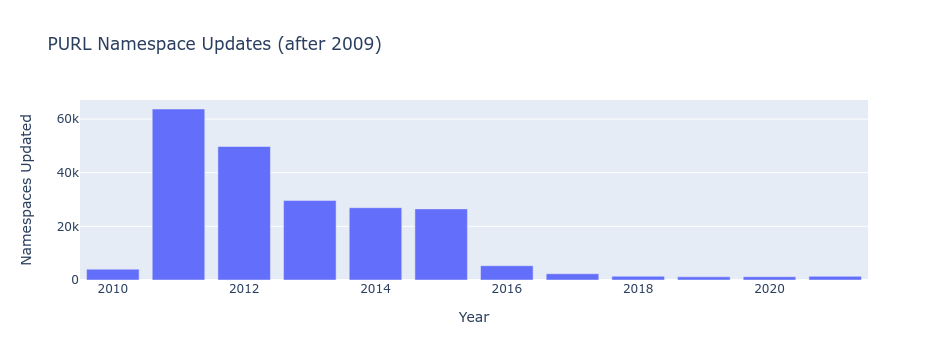 PURL Namespace Updates (after 2009)
Namespaces Updated
60k
40k
20k
0
2010 2012 2014 2016 2018 2020
Year